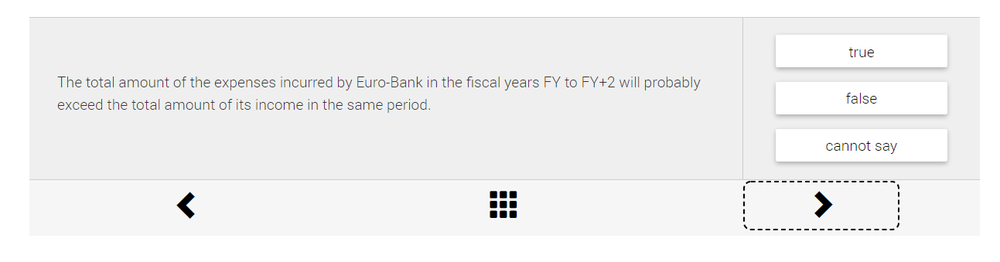 The total amount of the expenses incurred by Euro-Bank in the fiscal years FY to FY+2 will probably
exceed the total amount of its income in the same period.
true
false
cannot say